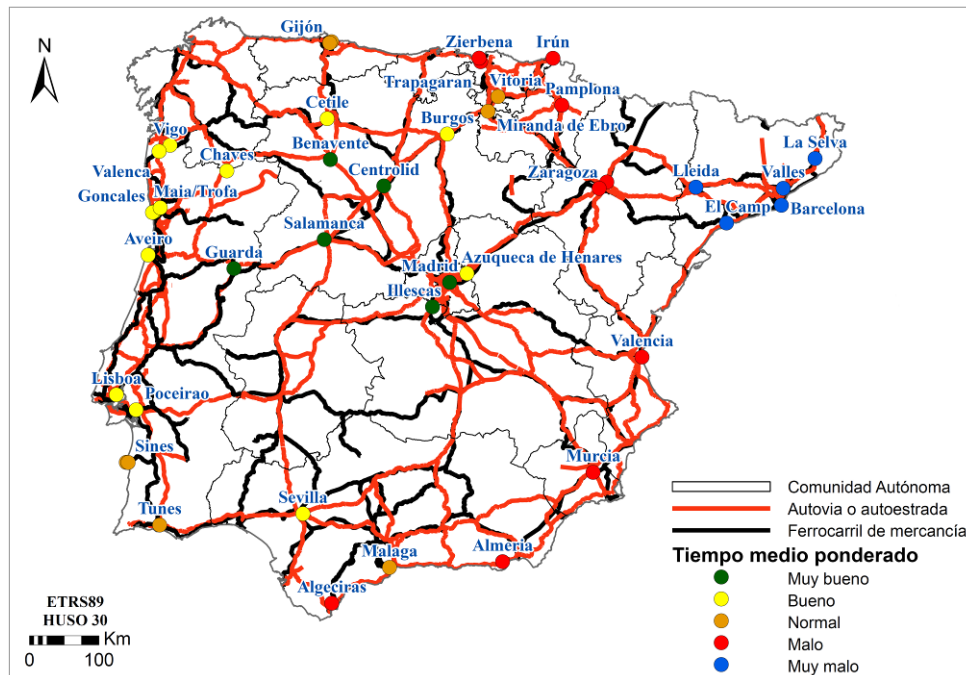 Gijón
Zierbena
Irún
N
Trapagaran
Vitoria
Pamplona
Cetile
Burgos
Miranda de Ebro
Vigo
Benavente
La Selva
Valenca
Chaves
Centrolid
Zaragoza
Lleida
Valles
Goncales
Maia/Trofa
El Camp
Barcelona
Salamanca
Aveiro
Guarda
Madrid
Azuqueca de Henares
Illescas
Valencia
Lisboa
Poceirao
Sines
Murcia
Tunes
Sevilla
Malaga
Almeria
Algeciras
Comunidad Autónoma
Autovia o autoestrada
Ferrocarril de mercancía
Tiempo medio ponderado
Muy bueno
Bueno
Normal
Malo
Muy malo
ETRS89
HUSO 30
Km
0 100